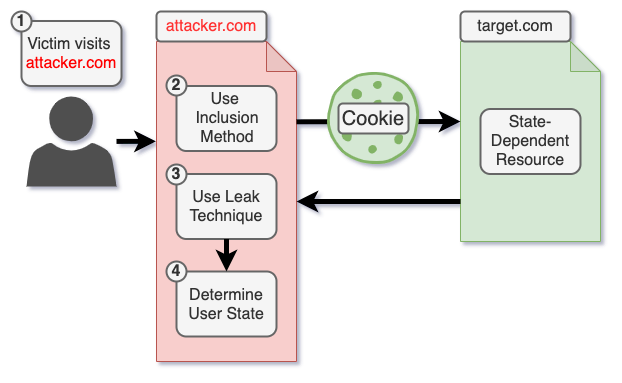 1
Victim visits
attacker.com
attacker.com
2
Use
Inclusion
Method
3
Use Leak
Technique
4
Determine
User State
Cookie
target.com
State-
Dependent
Resource